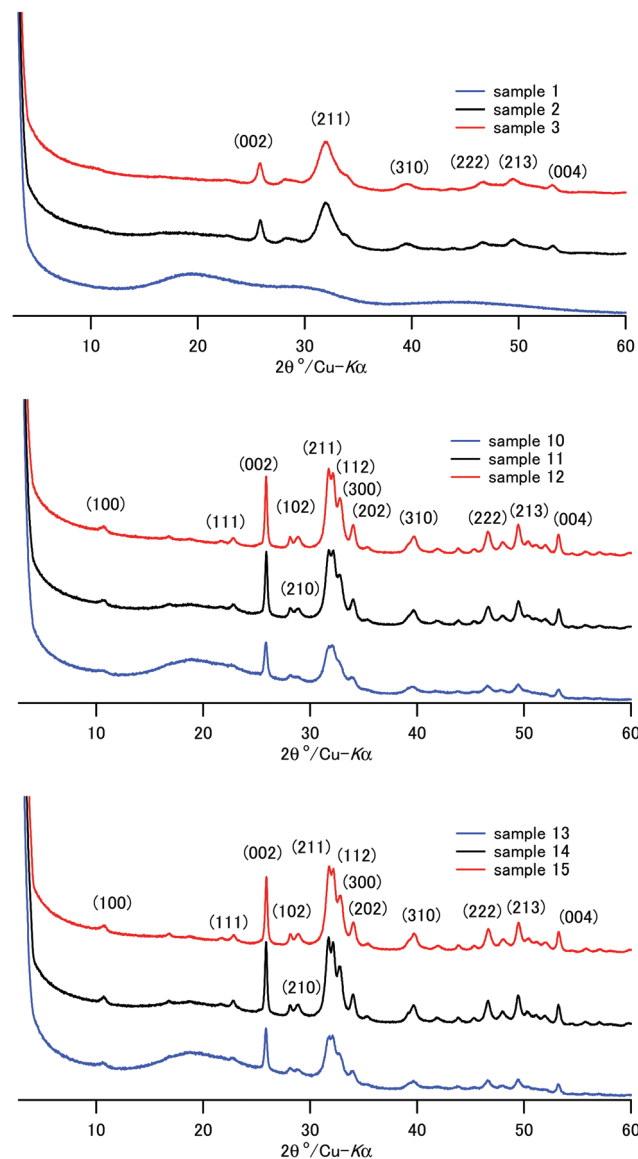 sample 1
sample 2
sample 3
(002)
(211)
(310)
(222)
(213)
(004)
10 20 30 40 50 60
2θ°/Cu-Kα
sample 10
sample 11
sample 12
(100)
(111)
(002)
(102)
(210)
(211)
(112)
(300)
(202)
(310)
(222)
(213)
(004)
10 20 30 40 50 60
2θ°/Cu-Kα
sample 13
sample 14
sample 15
(100)
(111)
(002)
(102)
(210)
(211)
(112)
(300)
(202)
(310)
(222)
(213)
(004)
10 20 30 40 50 60
2θ°/Cu-Kα